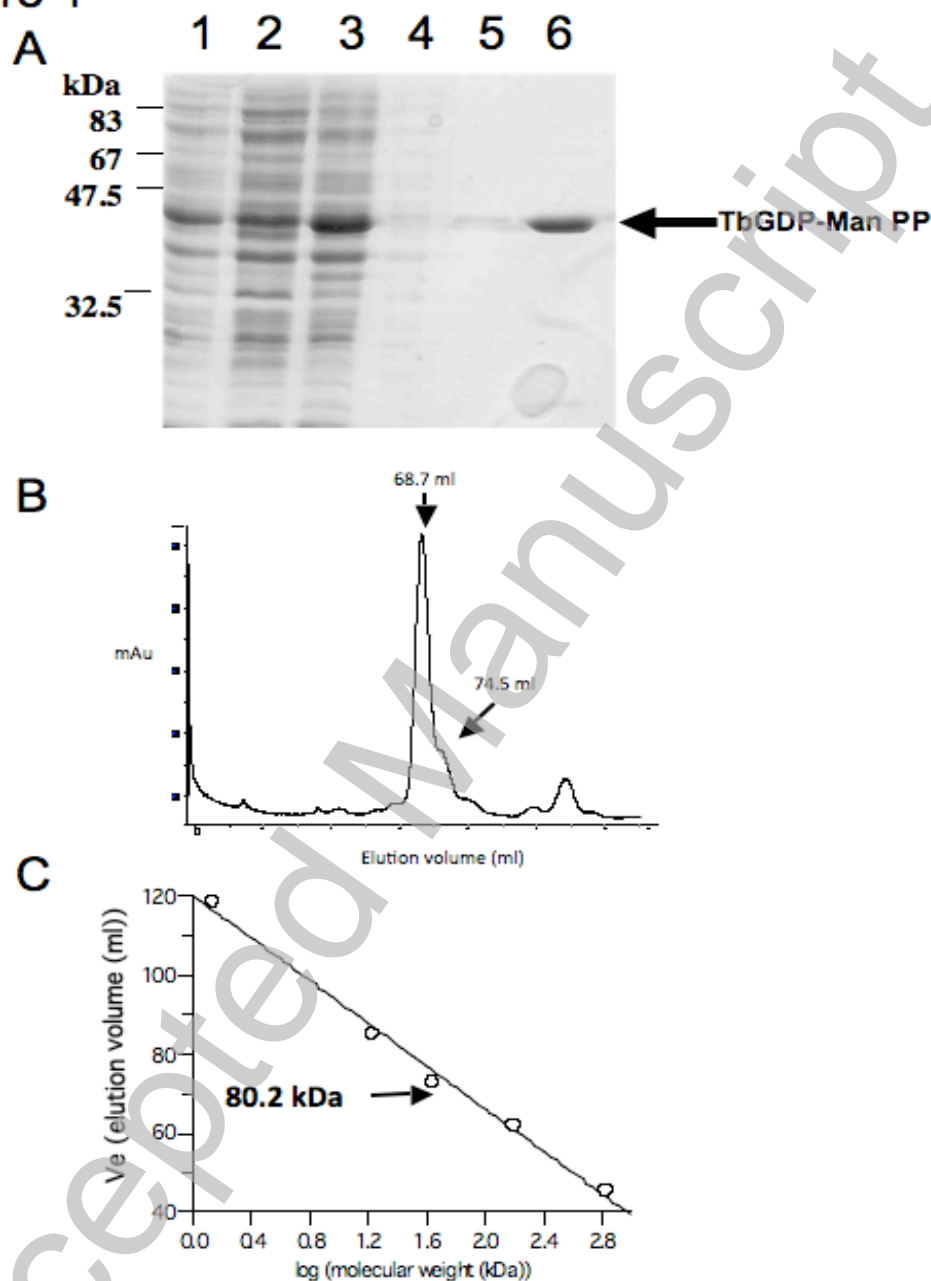 A
1 2 3 4 5 6
kDa
83
67
47.5
32.5
TbGDP-Man PP
B
68.7 ml
mAu
74.5 ml
Elution volume (ml)
C
Ve (elution volume (ml))
120
100
80
60
40
80.2 kDa
0.0 0.4 0.8 1.2 1.6 2.0 2.4 2.8
log (molecular weight (kDa))
cepted Manuscript